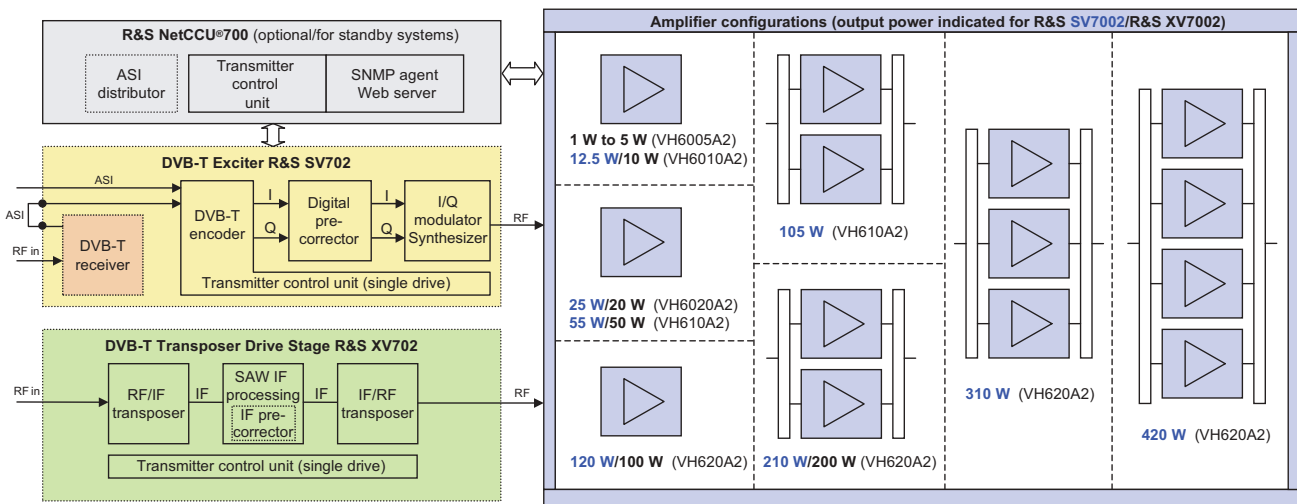 R&S NetCCU®700 (optional/for standby systems)
ASI
distributor
Transmitter
control
unit
SNMP agent
Web server
DVB-T Exciter R&S SV702
ASI
ASI
RF in
DVB-T
receiver
DVB-T
encoder
I
Q
Digital
pre-
corrector
I
Q
I/Q
modulator
Synthesizer
RF
Transmitter control unit (single drive)
DVB-T Transposer Drive Stage R&S XV702
RF in
RF/IF
transposer
IF
SAW IF
processing
IF pre-
corrector
IF
IF/RF
transposer
RF
Transmitter control unit (single drive)
Amplifier configurations (output power indicated for R&S SV7002/R&S XV7002)
1 W to 5 W (VH6005A2)
12.5 W/10 W (VH6010A2)
25 W/20 W (VH6020A2)
55 W/50 W (VH610A2)
120 W/100 W (VH620A2)
105 W (VH610A2)
210 W/200 W (VH620A2)
310 W (VH620A2)
420 W (VH620A2)